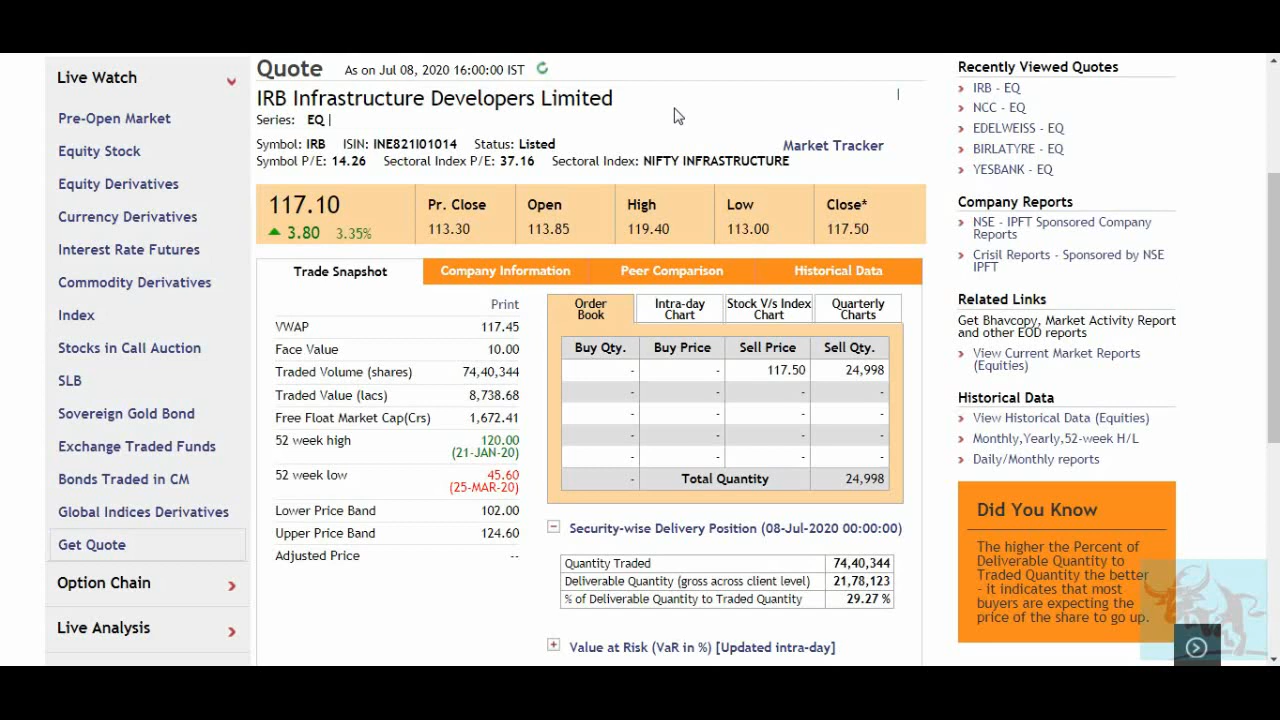 Live Watch
Pre-Open Market
Equity Stock
Equity Derivatives
Currency Derivatives
Interest Rate Futures
Commodity Derivatives
Index
Stocks in Call Auction
SLB
Sovereign Gold Bond
Exchange Traded Funds
Bonds Traded in CM
Global Indices Derivatives
Get Quote
Option Chain
Live Analysis
Quote As on Jul 08, 2020 16:00:00 IST
IRB Infrastructure Developers Limited
Series: EQ |
Symbol: IRB ISIN: INE821I01014 Status: Listed
Market Tracker
Symbol P/E: 14.26 Sectoral Index P/E: 37.16 Sectoral Index: NIFTY INFRASTRUCTURE
117.10 Pr. Close Open High Low Close*
3.80 3.35% 113.30 113.85 119.40 113.00 117.50
Trade Snapshot Company Information Peer Comparison Historical Data
Print
VWAP 117.45
Face Value 10.00
Traded Volume (shares) 74,40,344
Traded Value (lacs) 8,738.68
Free Float Market Cap(Crs) 1,672.41
52 week high 120.00
(21-JAN-20)
52 week low 45.60
(25-MAR-20)
Lower Price Band 102.00
Upper Price Band 124.60
Adjusted Price --
Order Intra-day Stock V/s Index Quarterly
Book Chart Chart Charts
Buy Qty. Buy Price Sell Price Sell Qty.
- - 117.50 24,998
- - - -
- - - -
- - - -
- - - -
- Total Quantity 24,998
Security-wise Delivery Position (08-Jul-2020 00:00:00)
Quantity Traded 74,40,344
Deliverable Quantity (gross across client level) 21,78,123
% of Deliverable Quantity to Traded Quantity 29.27 %
Value at Risk (VaR in %) [Updated intra-day]
Recently Viewed Quotes
IRB - EQ
NCC - EQ
EDELWEISS - EQ
BIRLATYRE - EQ
YESBANK - EQ
Company Reports
NSE - IPFT Sponsored Company
Reports
Crisil Reports - Sponsored by NSE
IPFT
Related Links
Get Bhavcopy, Market Activity Report
and other EOD reports
View Current Market Reports
(Equities)
Historical Data
View Historical Data (Equities)
Monthly,Yearly,52-week H/L
Daily/Monthly reports
Did You Know
The higher the Percent of
Deliverable Quantity to
Traded Quantity the better
- it indicates that most
buyers are expecting the
price of the share to go up.